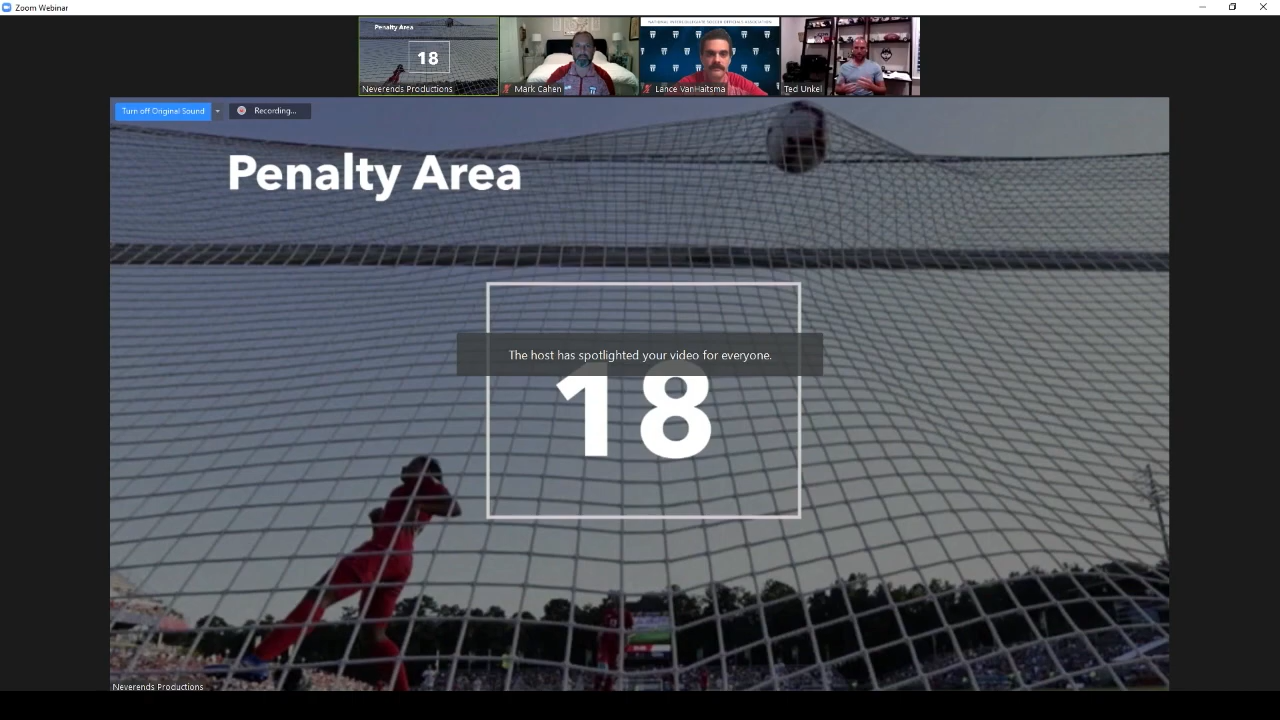 Zoom Webinar
Penalty Area
18
Neverends Productions
Mark Cahen
NATIONAL INTERCOLLEGIATE SOCCER OFFICIALS ASSOCIATION
Lance VanHaitsma
Ted Unkel
Turn off Original Sound
Recording...
Penalty Area
The host has spotlighted your video for everyone.
18
Neverends Productions